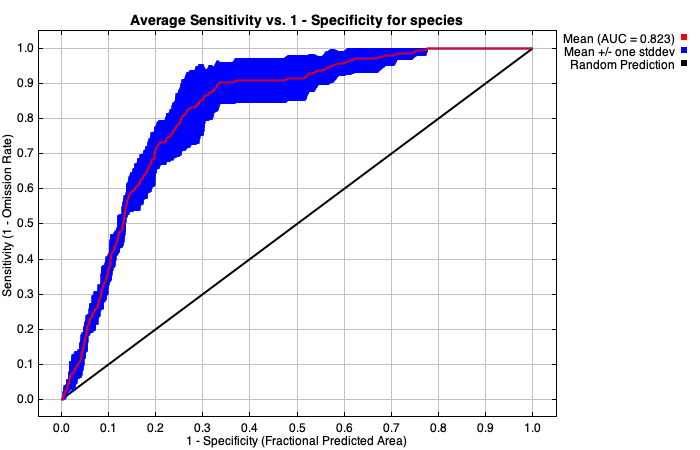 Average Sensitivity vs. 1 - Specificity for species
Mean (AUC = 0.823)
Mean +/- one stddev
Random Prediction
Sensitivity (1 - Omission Rate)
1.0
0.9
0.8
0.7
0.6
0.5
0.4
0.3
0.2
0.1
0.0
0.0 0.1 0.2 0.3 0.4 0.5 0.6 0.7 0.8 0.9 1.0
1 - Specificity (Fractional Predicted Area)